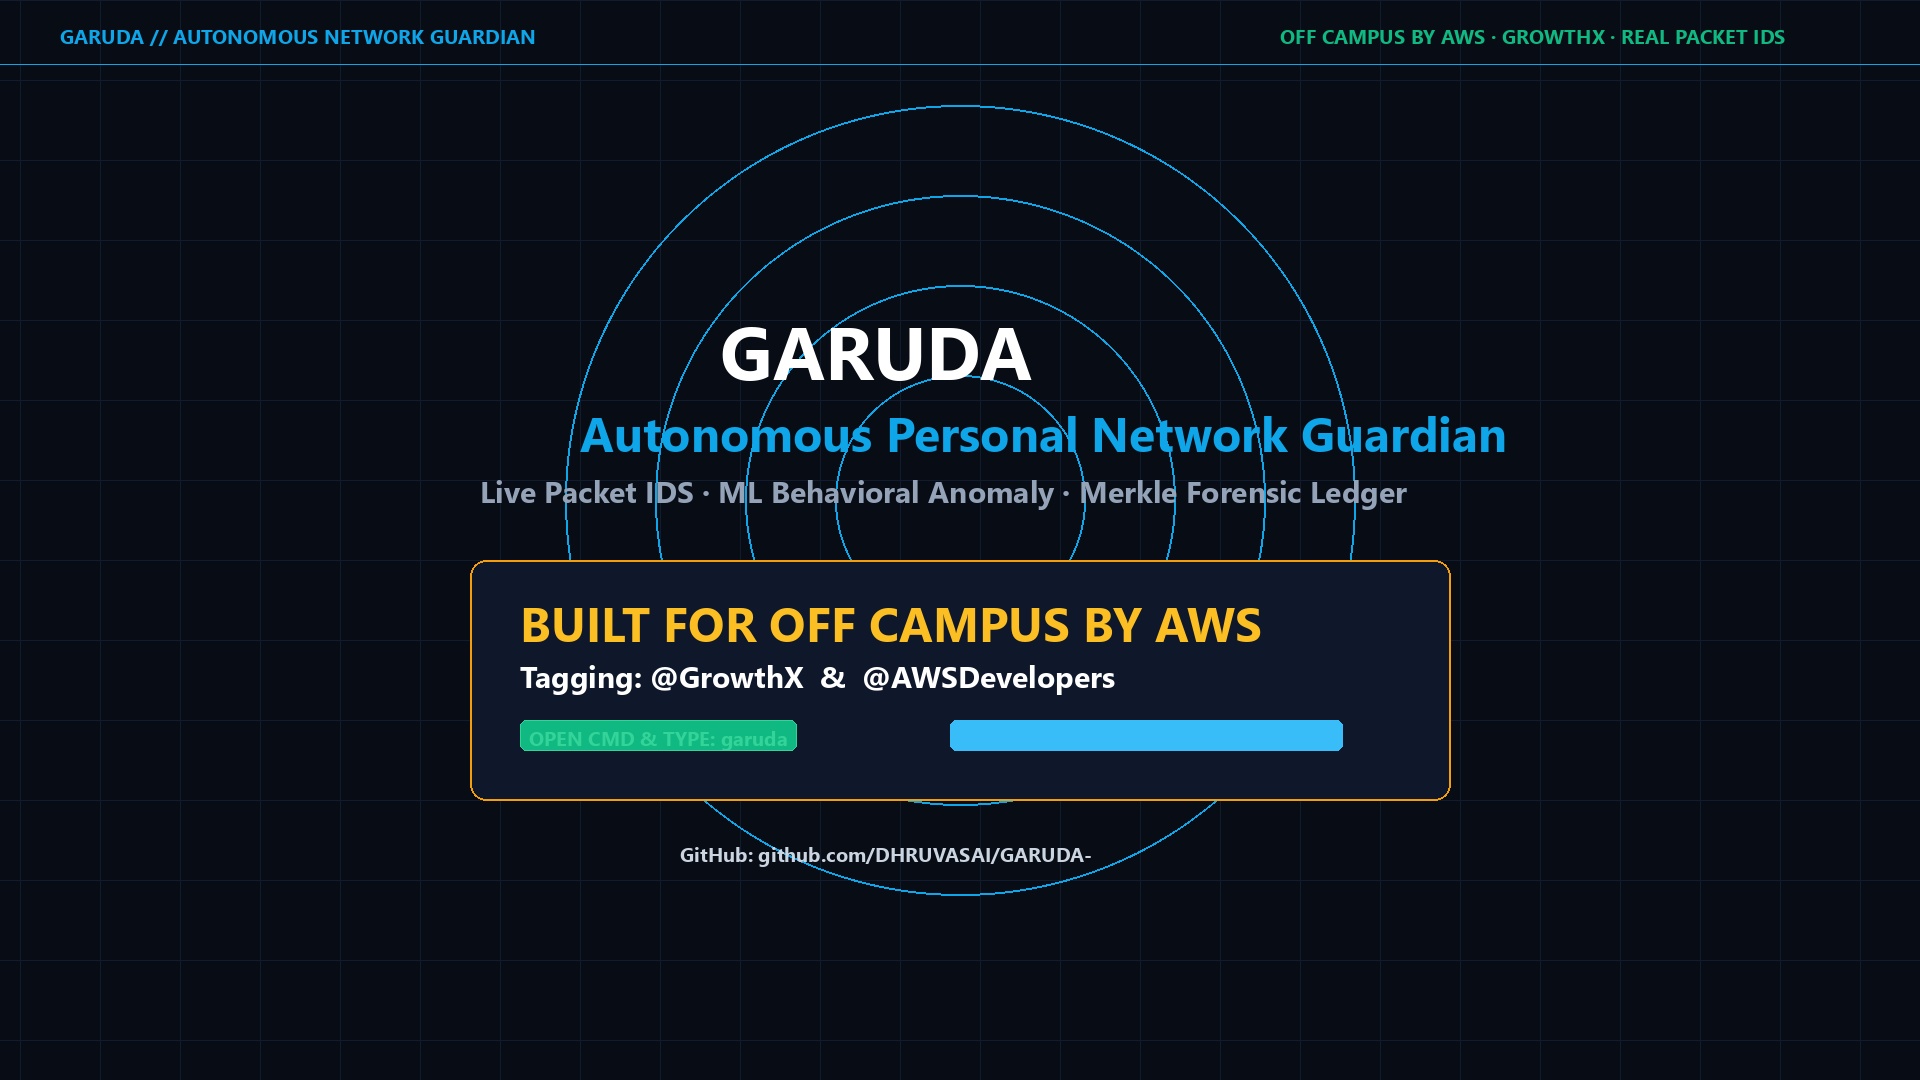 GARUDA // AUTONOMOUS NETWORK GUARDIAN
OFF CAMPUS BY AWS · GROWTHX · REAL PACKET IDS
GARUDA
Autonomous Personal Network Guardian
Live Packet IDS · ML Behavioral Anomaly · Merkle Forensic Ledger
BUILT FOR OFF CAMPUS BY AWS
Tagging: @GrowthX & @AWSDevelopers
OPEN CMD & TYPE: garuda
GitHub: github.com/DHRUVASAI/GARUDA-